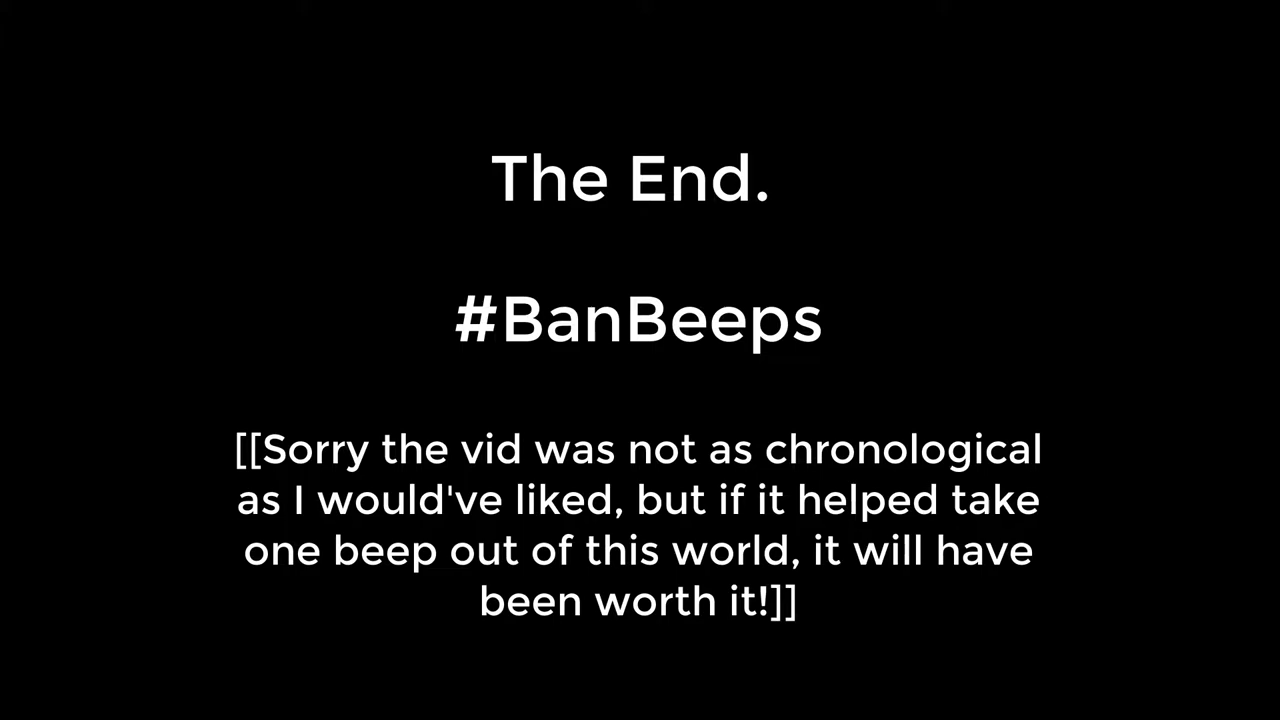 The End.
#BanBeeps
[[Sorry the vid was not as chronological
as I would've liked, but if it helped take
one beep out of this world, it will have
been worth it!]]